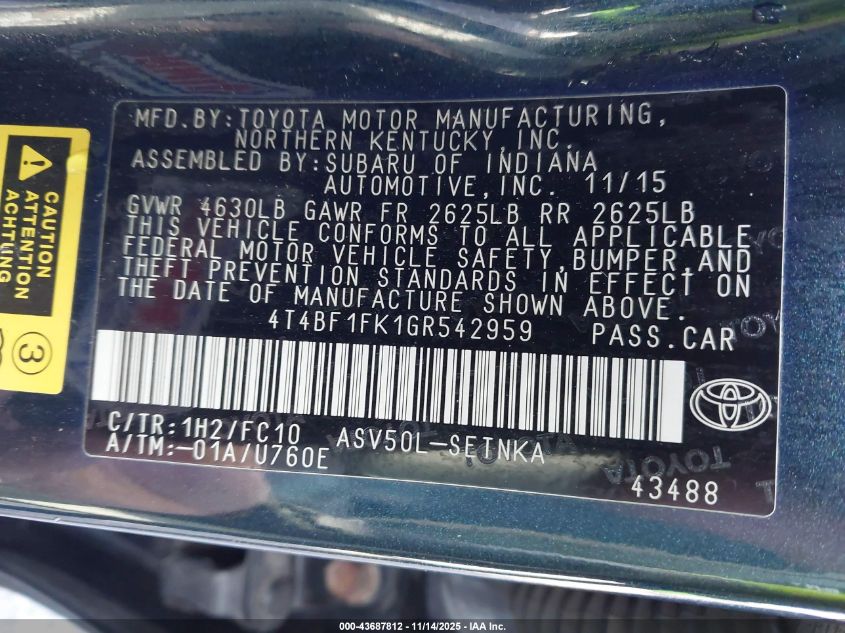 MFD.BY:TOYOTA MOTOR MANUFACTURING,
NORTHERN KENTUCKY,INC.
ASSEMBLED BY:SUBARU OF INDIANA
AUTOMOTIVE,INC. 11/15
GVWR 4630LB GAWR FR 2625LB RR 2625LB
THIS VEHICLE CONFORMS TO ALL APPLICABLE
FEDERAL MOTOR VEHICLE SAFETY,BUMPER,AND
THEFT PREVENTION STANDARDS IN EFFECT ON
THE DATE OF MANUFACTURE SHOWN ABOVE.
4T4BF1FK1GR542959 PASS.CAR
C/TR:1H2/FC10 ASV50L-SETNKA
A/TM:-01A/U760E
43488
CAUTION
ATTENTION
ACHTUNG
3
TOYOTA
000-43687812 - 11/14/2025 - IAA Inc.